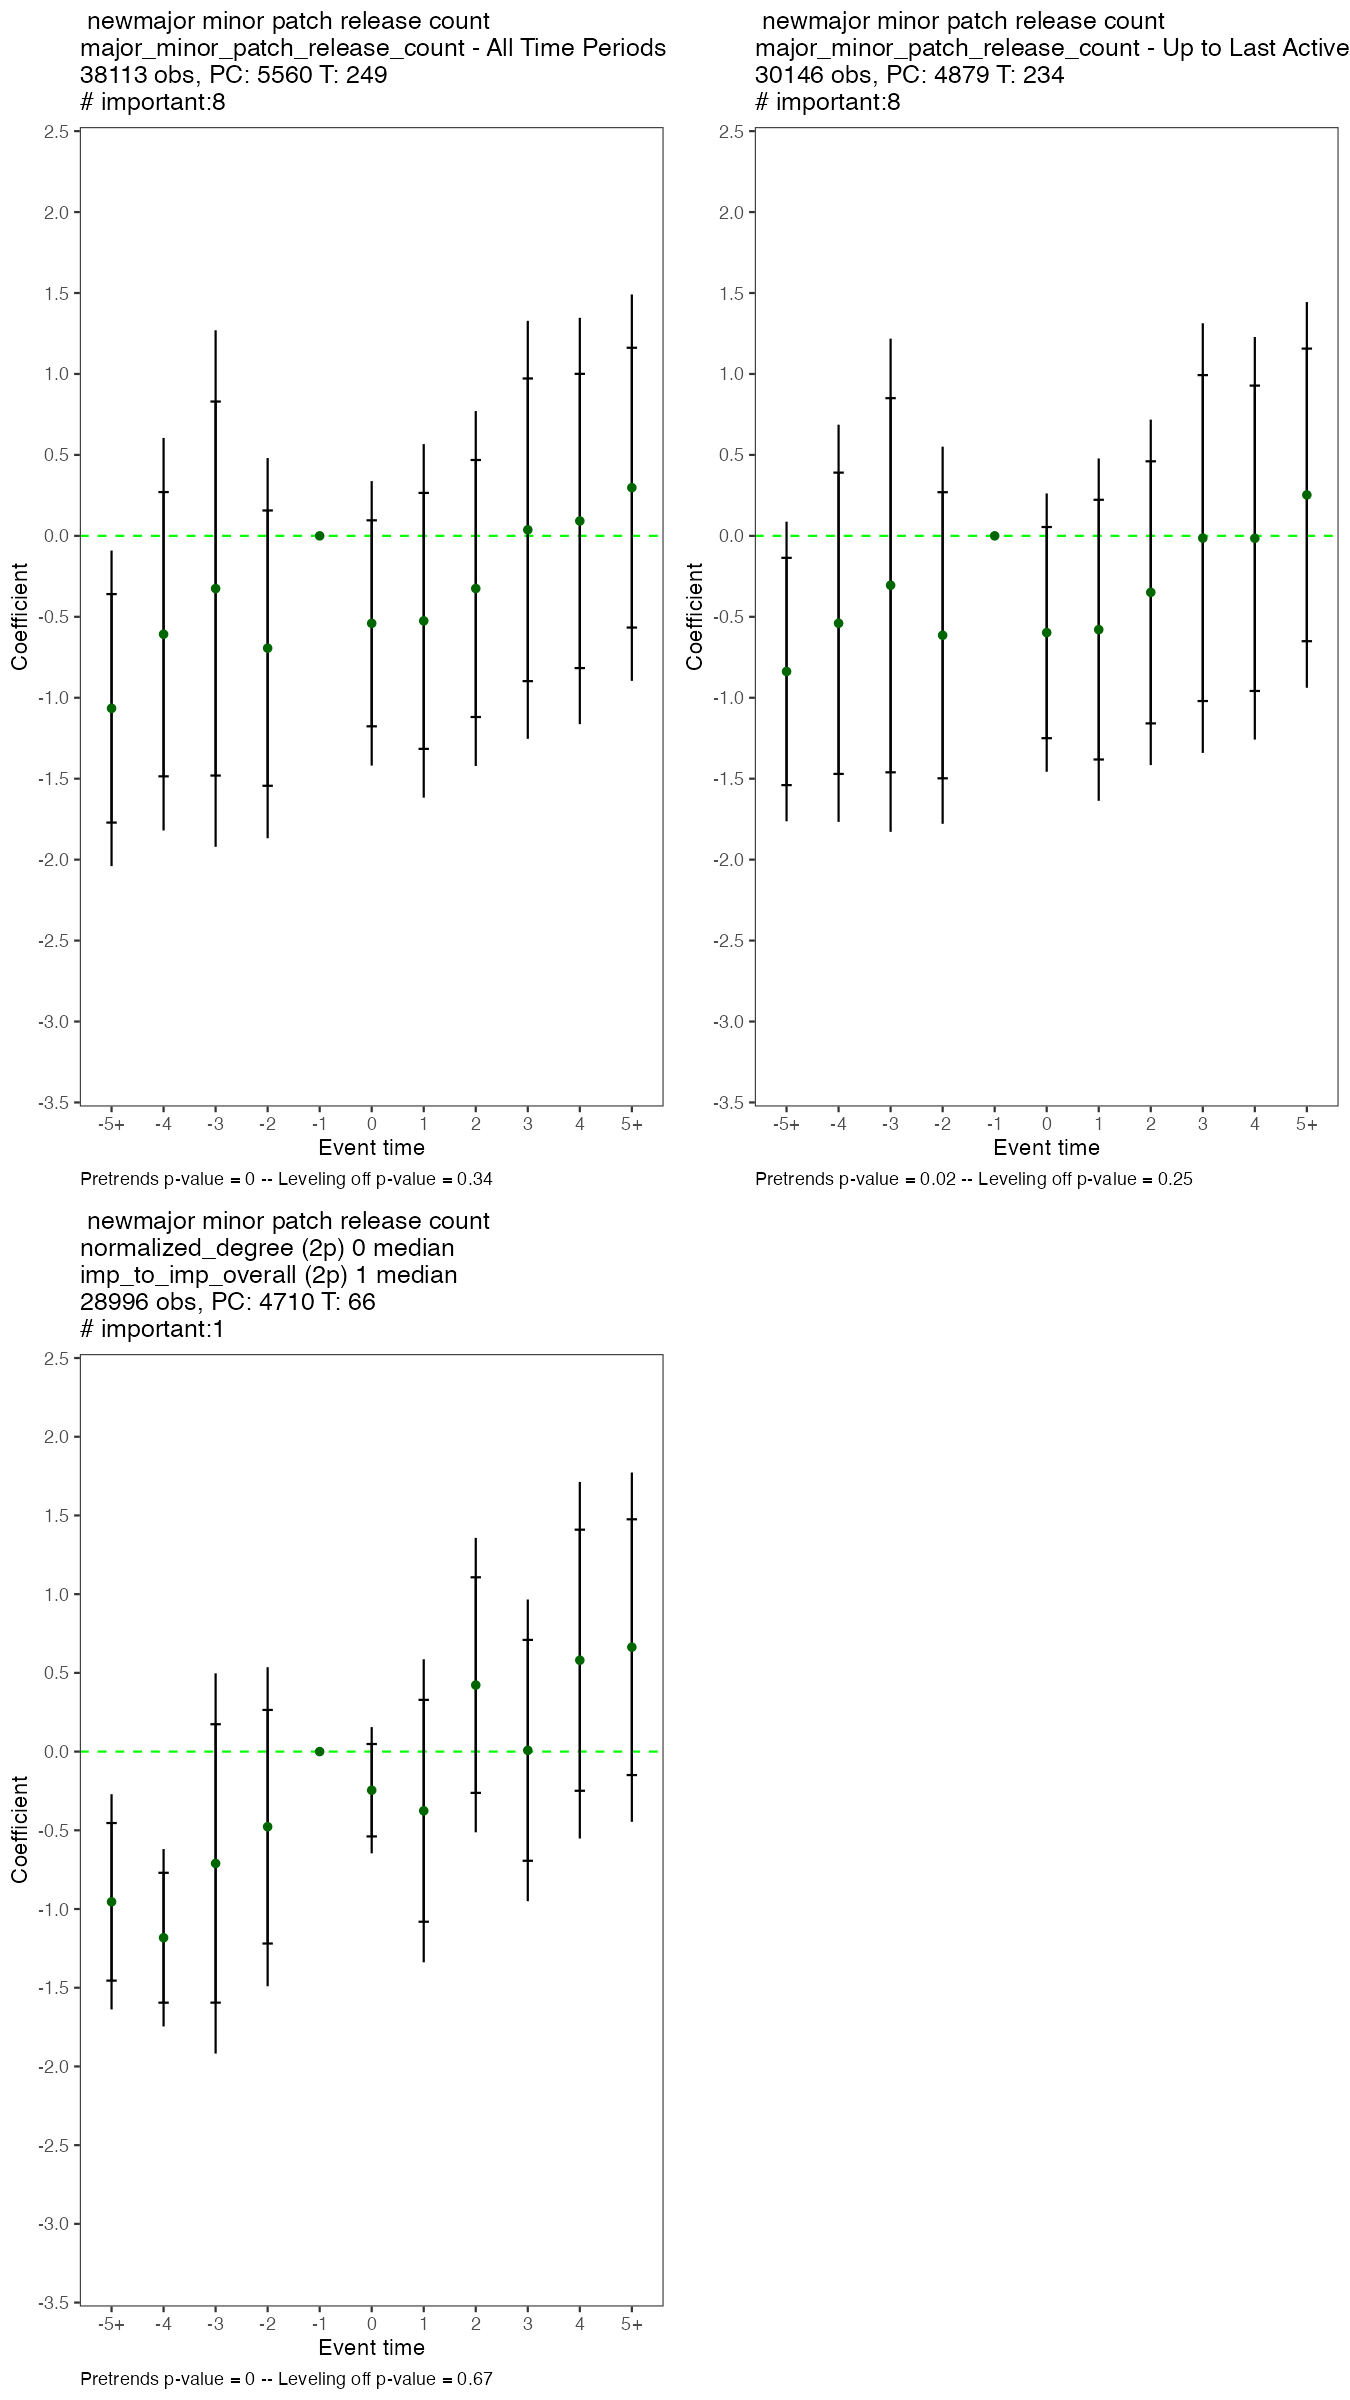 newmajor minor patch release count
major_minor_patch_release_count - All Time Periods
38113 obs, PC: 5560 T: 249
# important:8
2.5
2.0
1.5
1.0
0.5
0.0
-0.5
-1.0
-1.5
-2.0
-2.5
-3.0
-3.5
Coefficient
-5+ -4 -3 -2 -1 0 1 2 3 4 5+
Event time
Pretrends p-value = 0 -- Leveling off p-value = 0.34
newmajor minor patch release count
major_minor_patch_release_count - Up to Last Active
30146 obs, PC: 4879 T: 234
# important:8
2.5
2.0
1.5
1.0
0.5
0.0
-0.5
-1.0
-1.5
-2.0
-2.5
-3.0
-3.5
Coefficient
-5+ -4 -3 -2 -1 0 1 2 3 4 5+
Event time
Pretrends p-value = 0.02 -- Leveling off p-value = 0.25
newmajor minor patch release count
normalized_degree (2p) 0 median
imp_to_imp_overall (2p) 1 median
28996 obs, PC: 4710 T: 66
# important:1
2.5
2.0
1.5
1.0
0.5
0.0
-0.5
-1.0
-1.5
-2.0
-2.5
-3.0
-3.5
Coefficient
-5+ -4 -3 -2 -1 0 1 2 3 4 5+
Event time
Pretrends p-value = 0 -- Leveling off p-value = 0.67